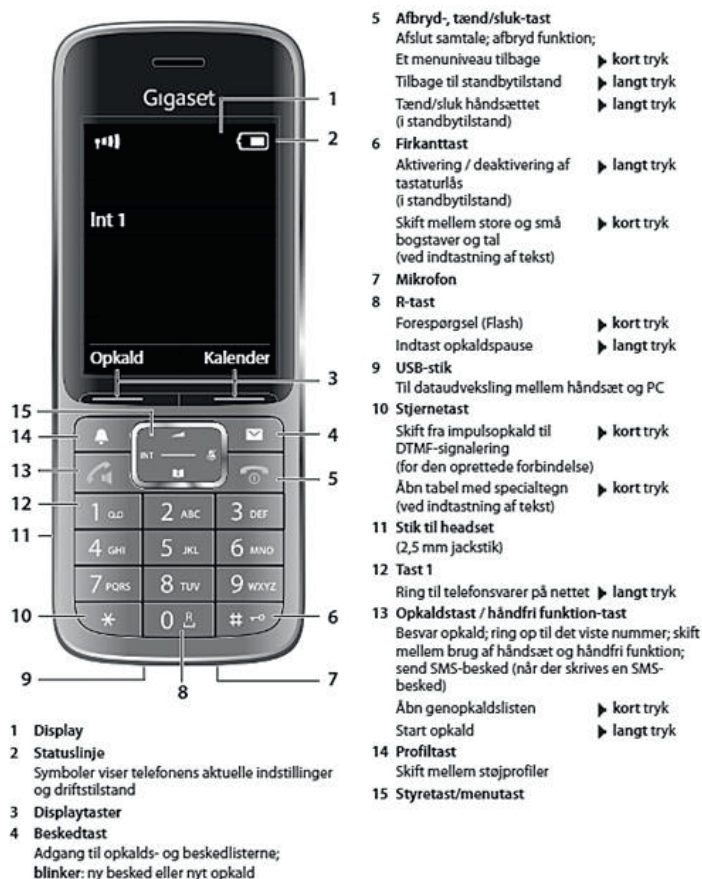 Gigaset
1
2
Int 1
Opkald Kalender
3
15
14
4
INT
13
5
12
1 2 ABC 3 DEF
11
4 GHI 5 JKL 6 MNO
7 PQRS 8 TUV 9 WXYZ
10
* 0 R #
6
9
8
7
1 Display
2 Statuslinje
Symboler viser telefonens aktuelle indstillinger
og driftstilstand
3 Displaytaster
4 Beskedtast
Adgang til opkalds- og beskedlisterne;
blinker: ny besked eller nyt opkald
5 Afbryd-, tænd/sluk-tast
Afslut samtale; afbryd funktion;
Et menuniveau tilbage kort tryk
Tilbage til standbytilstand langt tryk
Tænd/sluk håndsættet langt tryk
(i standbytilstand)
6 Firkanttast
Aktivering / deaktivering af langt tryk
tastaturlås
(i standbytilstand)
Skift mellem store og små kort tryk
bogstaver og tal
(ved indtastning af tekst)
7 Mikrofon
8 R-tast
Forespørgsel (Flash) kort tryk
Indtast opkaldspause langt tryk
9 USB-stik
Til dataudveksling mellem håndsæt og PC
10 Stjernetast
Skift fra impulsopkald til kort tryk
DTMF-signalering
(for den oprettede forbindelse)
Åbn tabel med specialtegn kort tryk
(ved indtastning af tekst)
11 Stik til headset
(2,5 mm jackstik)
12 Tast 1
Ring til telefonsvarer på nettet langt tryk
13 Opkaldstast / håndfri funktion-tast
Besvar opkald; ring op til det viste nummer; skift
mellem brug af håndsæt og håndfri funktion;
send SMS-besked (når der skrives en SMS-
besked)
Åbn genopkaldslisten kort tryk
Start opkald langt tryk
14 Profiltast
Skift mellem støjprofiler
15 Styretast/menutast